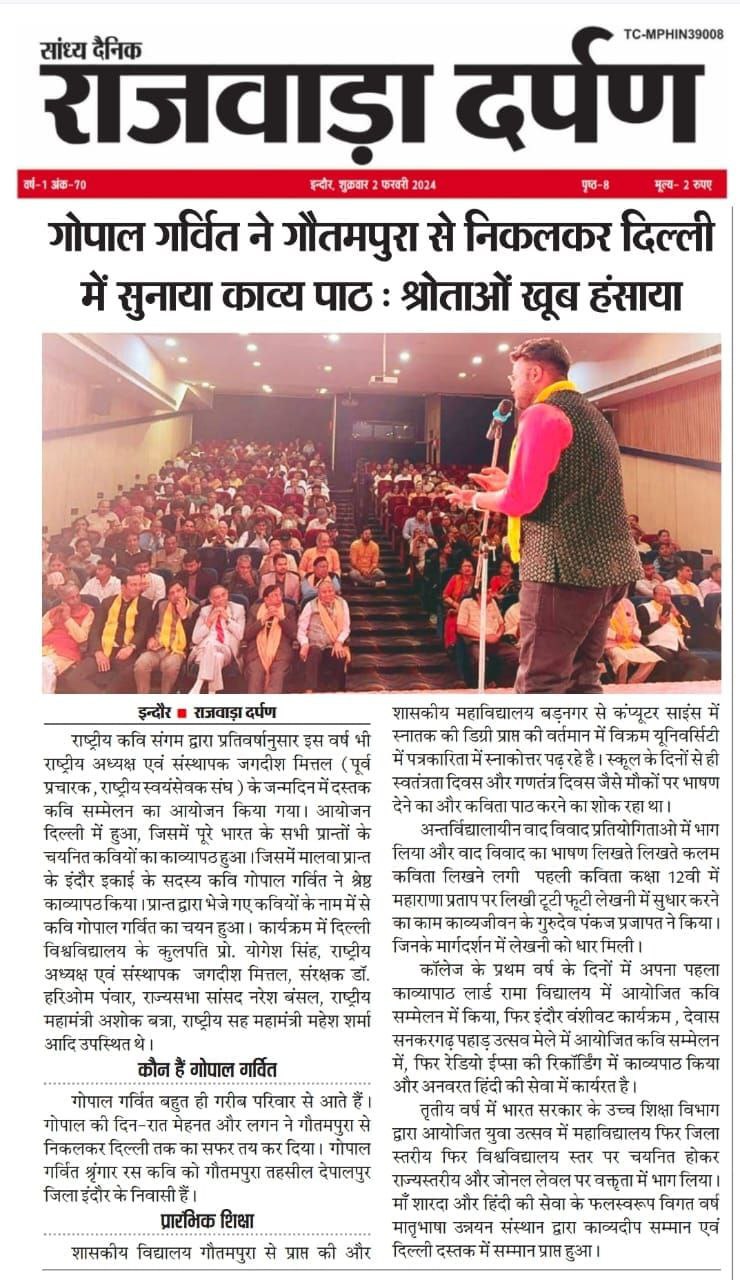 सांध्य दैनिक
TC-MPHIN39008
राजवाड़ा दर्पण
वर्ष-1 अंक-70 इन्दौर, शुक्रवार 2 फरवरी 2024 पृष्ठ-8 मूल्य- 2 रुपए
गोपाल गर्वित ने गौतमपुरा से निकलकर दिल्ली
में सुनाया काव्य पाठ : श्रोताओं खूब हंसाया
इन्दौर ■ राजवाड़ा दर्पण
राष्ट्रीय कवि संगम द्वारा प्रतिवर्षानुसार इस वर्ष भी
राष्ट्रीय अध्यक्ष एवं संस्थापक जगदीश मित्तल (पूर्व
प्रचारक , राष्ट्रीय स्वयंसेवक संघ ) के जन्मदिन में दस्तक
कवि सम्मेलन का आयोजन किया गया। आयोजन
दिल्ली में हुआ, जिसमें पूरे भारत के सभी प्रान्तों के
चयनित कवियों का काव्यापठ हुआ ।जिसमें मालवा प्रान्त
के इंदौर इकाई के सदस्य कवि गोपाल गर्वित ने श्रेष्ठ
काव्यापठ किया। प्रान्त द्वारा भेजे गए कवियों के नाम में से
कवि गोपाल गर्वित का चयन हुआ। कार्यक्रम में दिल्ली
विश्वविद्यालय के कुलपति प्रो. योगेश सिंह, राष्ट्रीय
अध्यक्ष एवं संस्थापक जगदीश मित्तल, संरक्षक डॉ.
हरिओम पंवार, राज्यसभा सांसद नरेश बंसल, राष्ट्रीय
महामंत्री अशोक बत्रा, राष्ट्रीय सह महामंत्री महेश शर्मा
आदि उपस्थित थे।
कौन हैं गोपाल गर्वित
गोपाल गर्वित बहुत ही गरीब परिवार से आते हैं।
गोपाल की दिन-रात मेहनत और लगन ने गौतमपुरा से
निकलकर दिल्ली तक का सफर तय कर दिया। गोपाल
गर्वित श्रृंगार रस कवि को गौतमपुरा तहसील देपालपुर
जिला इंदौर के निवासी हैं।
प्रारंभिक शिक्षा
शासकीय विद्यालय गौतमपुरा से प्राप्त की और
शासकीय महाविद्यालय बड़नगर से कंप्यूटर साइंस में
स्नातक की डिग्री प्राप्त की वर्तमान में विक्रम यूनिवर्सिटी
में पत्रकारिता में स्नाकोत्तर पढ़ रहे है। स्कूल के दिनों से ही
स्वतंत्रता दिवस और गणतंत्र दिवस जैसे मौकों पर भाषण
देने का और कविता पाठ करने का शोक रहा था।
अन्तर्विद्यालायीन वाद विवाद प्रतियोगिताओ में भाग
लिया और वाद विवाद का भाषण लिखते लिखते कलम
कविता लिखने लगी पहली कविता कक्षा 12वी में
महाराणा प्रताप पर लिखी टूटी फूटी लेखनी में सुधार करने
का काम काव्यजीवन के गुरुदेव पंकज प्रजापत ने किया।
जिनके मार्गदर्शन में लेखनी को धार मिली।
कॉलेज के प्रथम वर्ष के दिनों में अपना पहला
काव्यापाठ लार्ड रामा विद्यालय में आयोजित कवि
सम्मेलन में किया, फिर इंदौर वंशीवट कार्यक्रम , देवास
सनकरगढ़ पहाड़ उत्सव मेले में आयोजित कवि सम्मेलन
में, फिर रेडियो ईप्सा की रिकॉर्डिंग में काव्यपाठ किया
और अनवरत हिंदी की सेवा में कार्यरत है।
तृतीय वर्ष में भारत सरकार के उच्च शिक्षा विभाग
द्वारा आयोजित युवा उत्सव में महाविद्यालय फिर जिला
स्तरीय फिर विश्वविद्यालय स्तर पर चयनित होकर
राज्यस्तरीय और जोनल लेवल पर वक्तृता में भाग लिया।
माँ शारदा और हिंदी की सेवा के फलस्वरूप विगत वर्ष
मातृभाषा उन्नयन संस्थान द्वारा काव्यदीप सम्मान एवं
दिल्ली दस्तक में सम्मान प्राप्त हुआ।